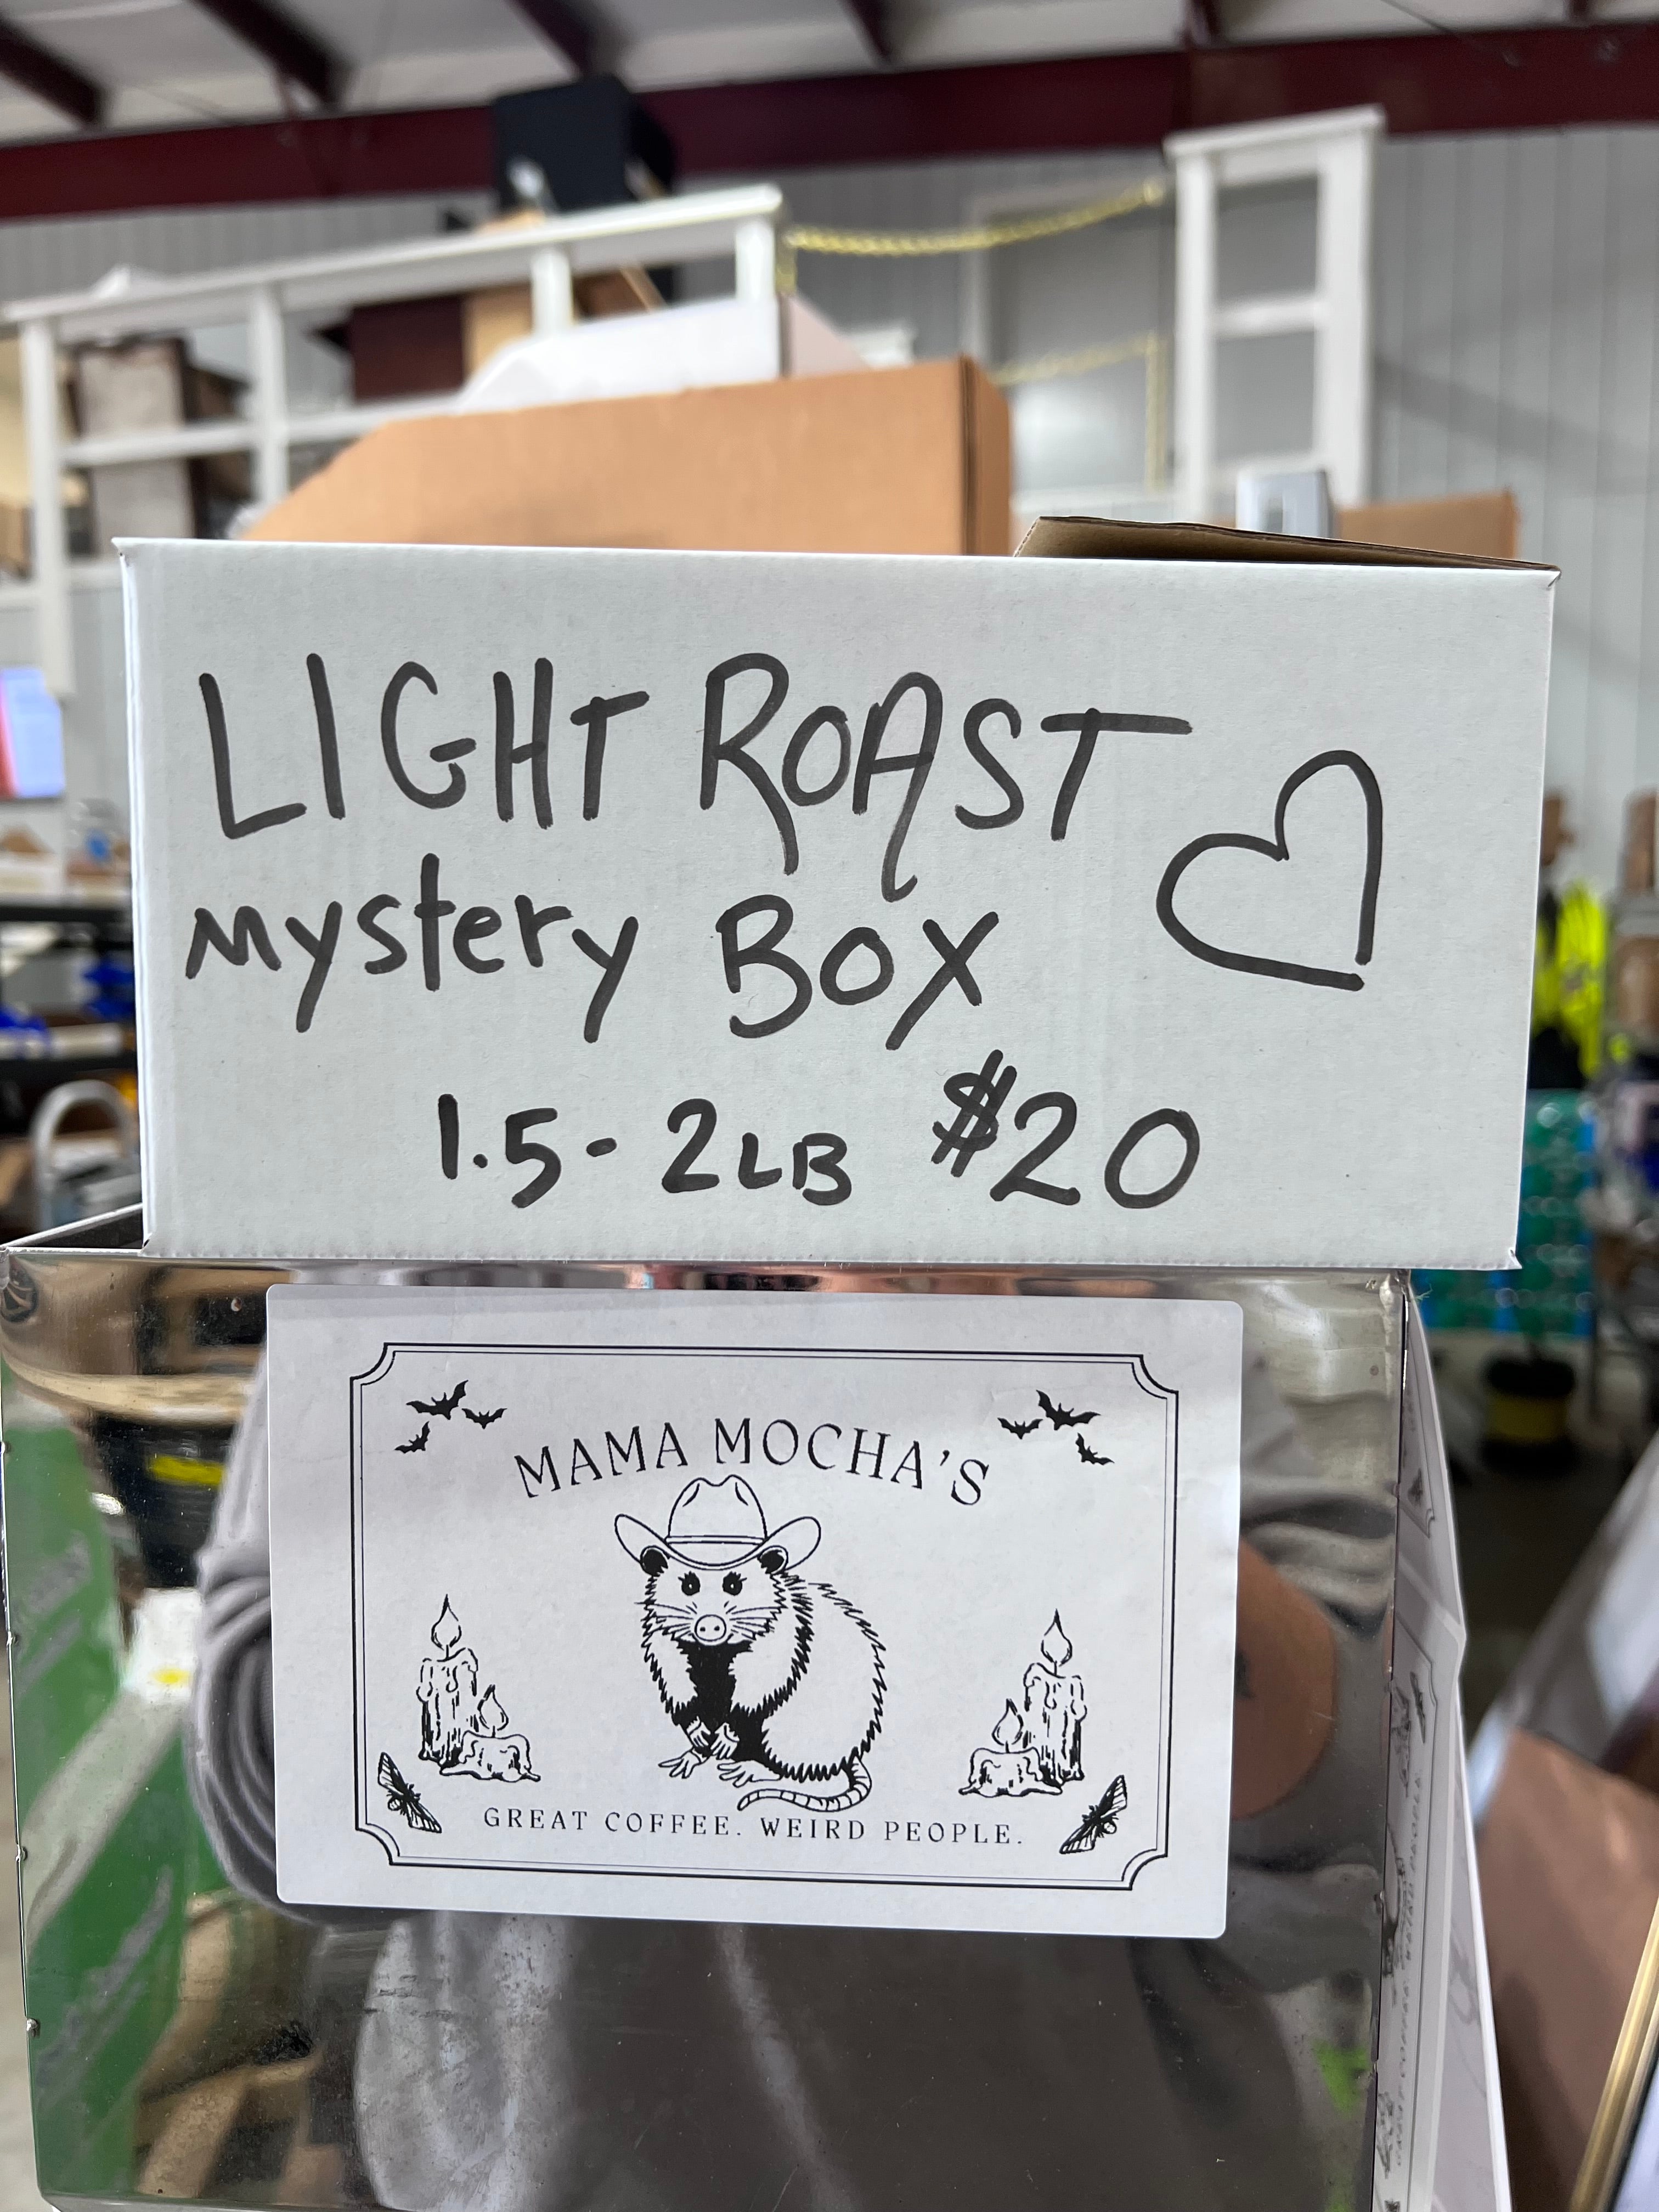 LIGHT ROAST
mystery BOX
1.5-2LB $20
MAMA MOCHA'S
GREAT COFFEE. WEIRD PEOPLE.